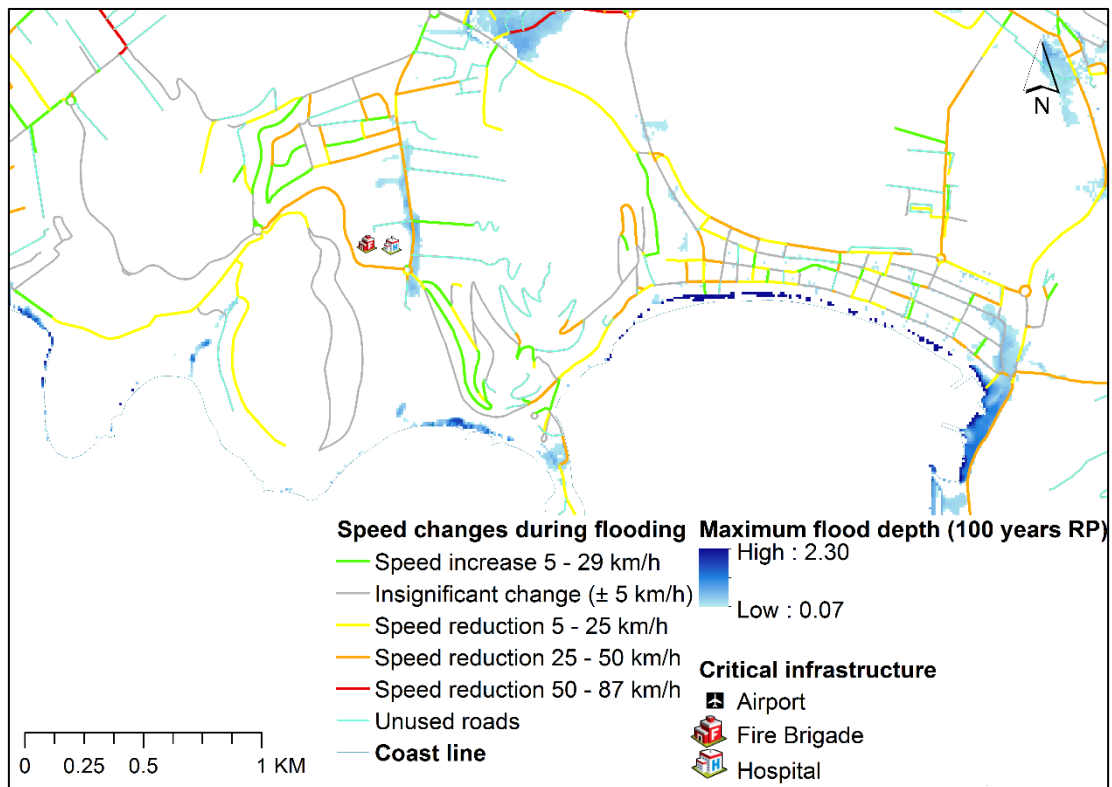 N
Speed changes during flooding
Speed increase 5 - 29 km/h
Insignificant change (± 5 km/h)
Speed reduction 5 - 25 km/h
Speed reduction 25 - 50 km/h
Speed reduction 50 - 87 km/h
Unused roads
Coast line
Maximum flood depth (100 years RP)
High : 2.30
Low : 0.07
Critical infrastructure
Airport
F Fire Brigade
H Hospital
0 0.25 0.5 1 KM